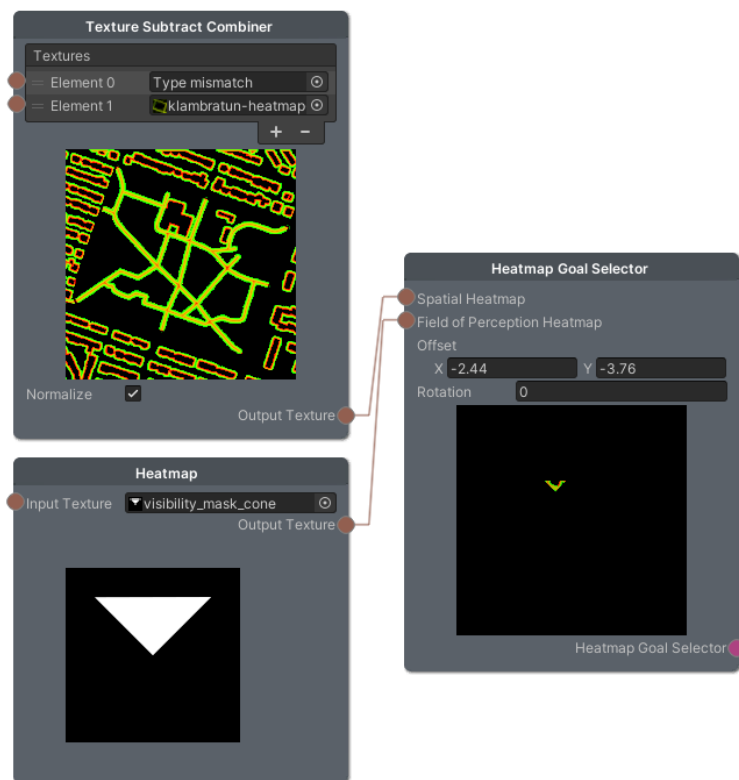 Texture Subtract Combiner
Textures
Element 0 Type mismatch
Element 1 klambratun-heatmap
+ −
Normalize
Output Texture
Heatmap
Input Texture visibility_mask_cone
Output Texture
Heatmap Goal Selector
Spatial Heatmap
Field of Perception Heatmap
Offset
X -2.44 Y -3.76
Rotation 0
Heatmap Goal Selector